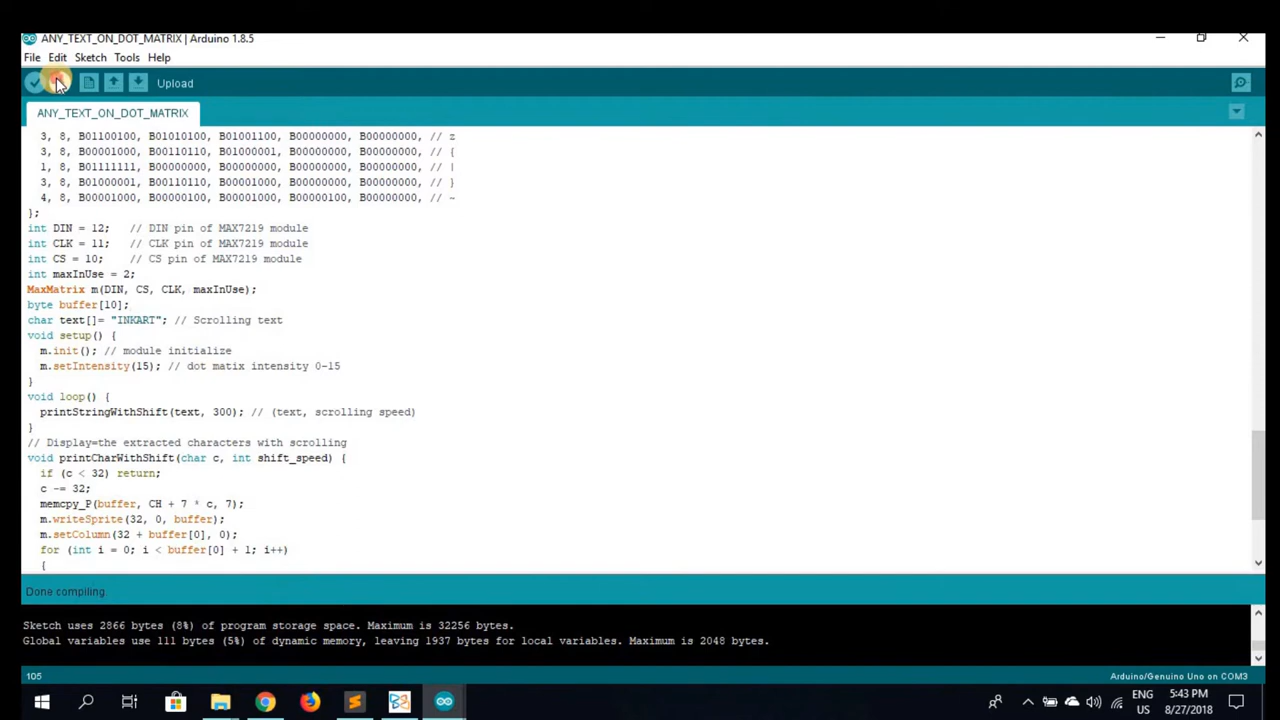 ANY_TEXT_ON_DOT_MATRIX | Arduino 1.8.5
File Edit Sketch Tools Help
Upload
ANY_TEXT_ON_DOT_MATRIX
3, 8, B01100100, B01010100, B01001100, B00000000, B00000000, // z
3, 8, B00001000, B00110110, B01000001, B00000000, B00000000, // {
1, 8, B01111111, B00000000, B00000000, B00000000, B00000000, // |
3, 8, B01000001, B00110110, B00001000, B00000000, B00000000, // }
4, 8, B00001000, B00000100, B00001000, B00000100, B00000000, // ~
};
int DIN = 12;   // DIN pin of MAX7219 module
int CLK = 11;   // CLK pin of MAX7219 module
int CS = 10;    // CS pin of MAX7219 module
int maxInUse = 2;
MaxMatrix m(DIN, CS, CLK, maxInUse);
byte buffer[10];
char text[]= "INKART"; // Scrolling text
void setup() {
  m.init(); // module initialize
  m.setIntensity(15); // dot matix intensity 0-15
}
void loop() {
  printStringWithShift(text, 300); // (text, scrolling speed)
}
// Display=the extracted characters with scrolling
void printCharWithShift(char c, int shift_speed) {
  if (c < 32) return;
  c -= 32;
  memcpy_P(buffer, CH + 7 * c, 7);
  m.writeSprite(32, 0, buffer);
  m.setColumn(32 + buffer[0], 0);
  for (int i = 0; i < buffer[0] + 1; i++)
  {
Done compiling.
Sketch uses 2866 bytes (8%) of program storage space. Maximum is 32256 bytes.
Global variables use 111 bytes (5%) of dynamic memory, leaving 1937 bytes for local variables. Maximum is 2048 bytes.
105
Arduino/Genuino Uno on COM3
ENG
US
5:43 PM
8/27/2018